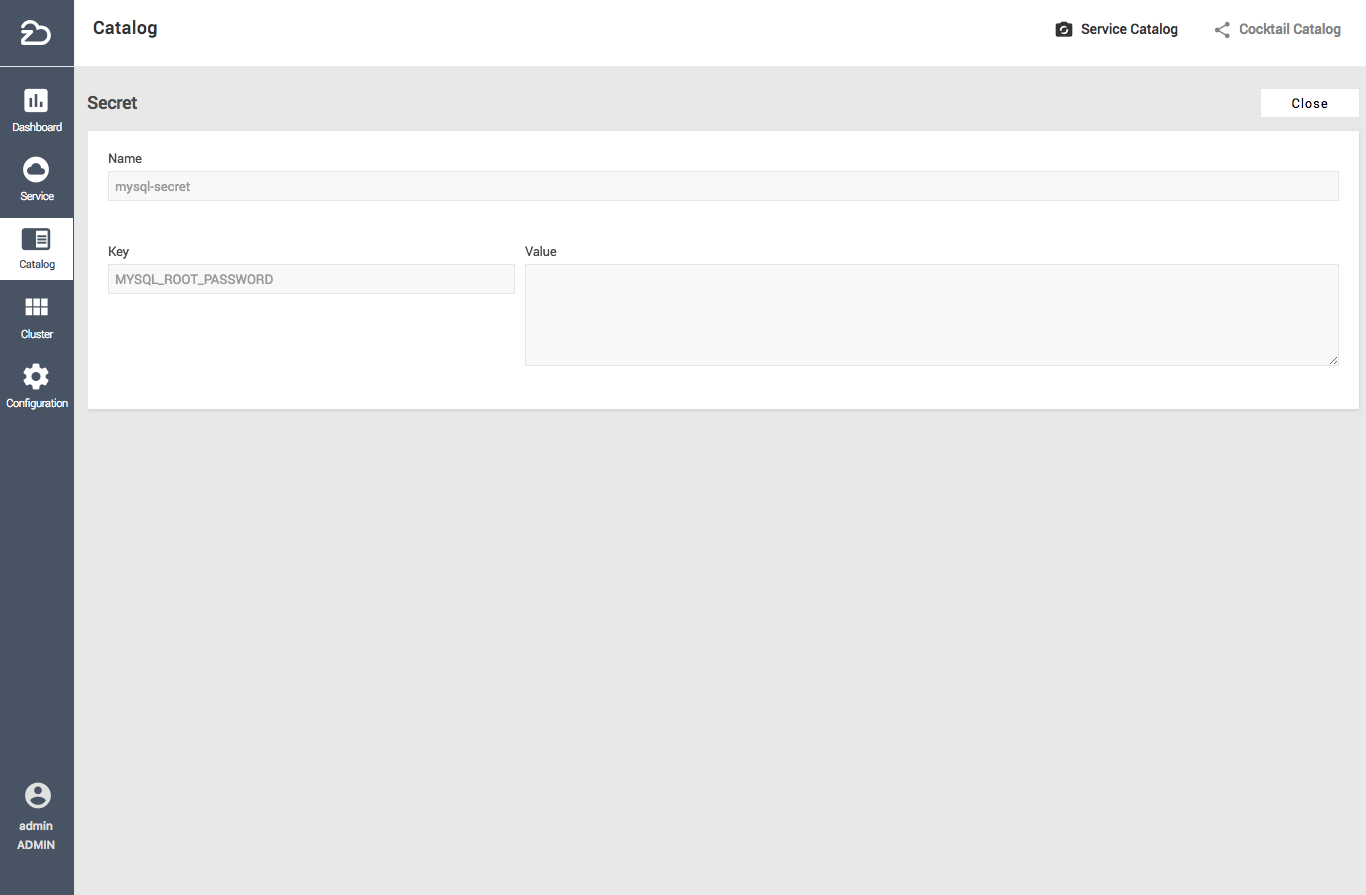 Catalog
Service Catalog
Cocktail Catalog
Secret
Close
Dashboard
Service
Catalog
Cluster
Configuration
Name
mysql-secret
Key
Value
MYSQL_ROOT_PASSWORD
admin
ADMIN